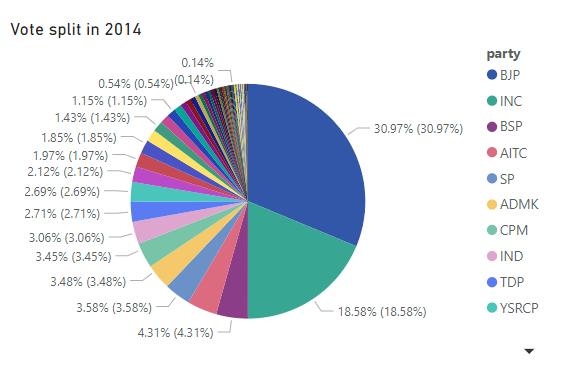 Vote split in 2014
party
BJP
INC
BSP
AITC
SP
ADMK
CPM
IND
TDP
YSRCP
30.97% (30.97%)
18.58% (18.58%)
4.31% (4.31%)
3.58% (3.58%)
3.48% (3.48%)
3.45% (3.45%)
3.06% (3.06%)
2.71% (2.71%)
2.69% (2.69%)
2.12% (2.12%)
1.97% (1.97%)
1.85% (1.85%)
1.43% (1.43%)
1.15% (1.15%)
0.54% (0.54%)
0.14%
(0.14%)